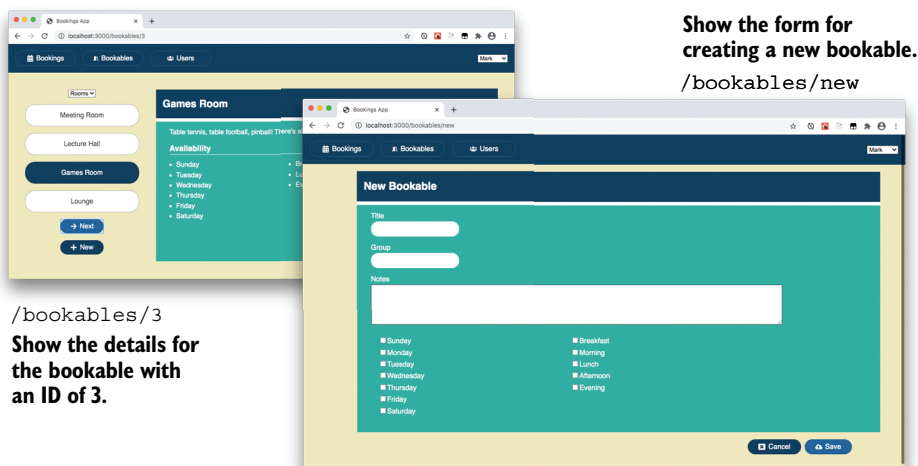 Bookings App
localhost:3000/bookables/3
Bookings
Bookables
Users
Mark
Rooms
Meeting Room
Lecture Hall
Games Room
Lounge
→ Next
+ New
Games Room
Table tennis, table football, pinball! There's a
Availability
• Sunday
• Tuesday
• Wednesday
• Thursday
• Friday
• Saturday
/bookables/3
Show the details for
the bookable with
an ID of 3.
Show the form for
creating a new bookable.
/bookables/new
Bookings App
localhost:3000/bookables/new
Bookings
Bookables
Users
Mark
New Bookable
Title
Group
Notes
Sunday
Monday
Tuesday
Wednesday
Thursday
Friday
Saturday
Breakfast
Morning
Lunch
Afternoon
Evening
Cancel
Save